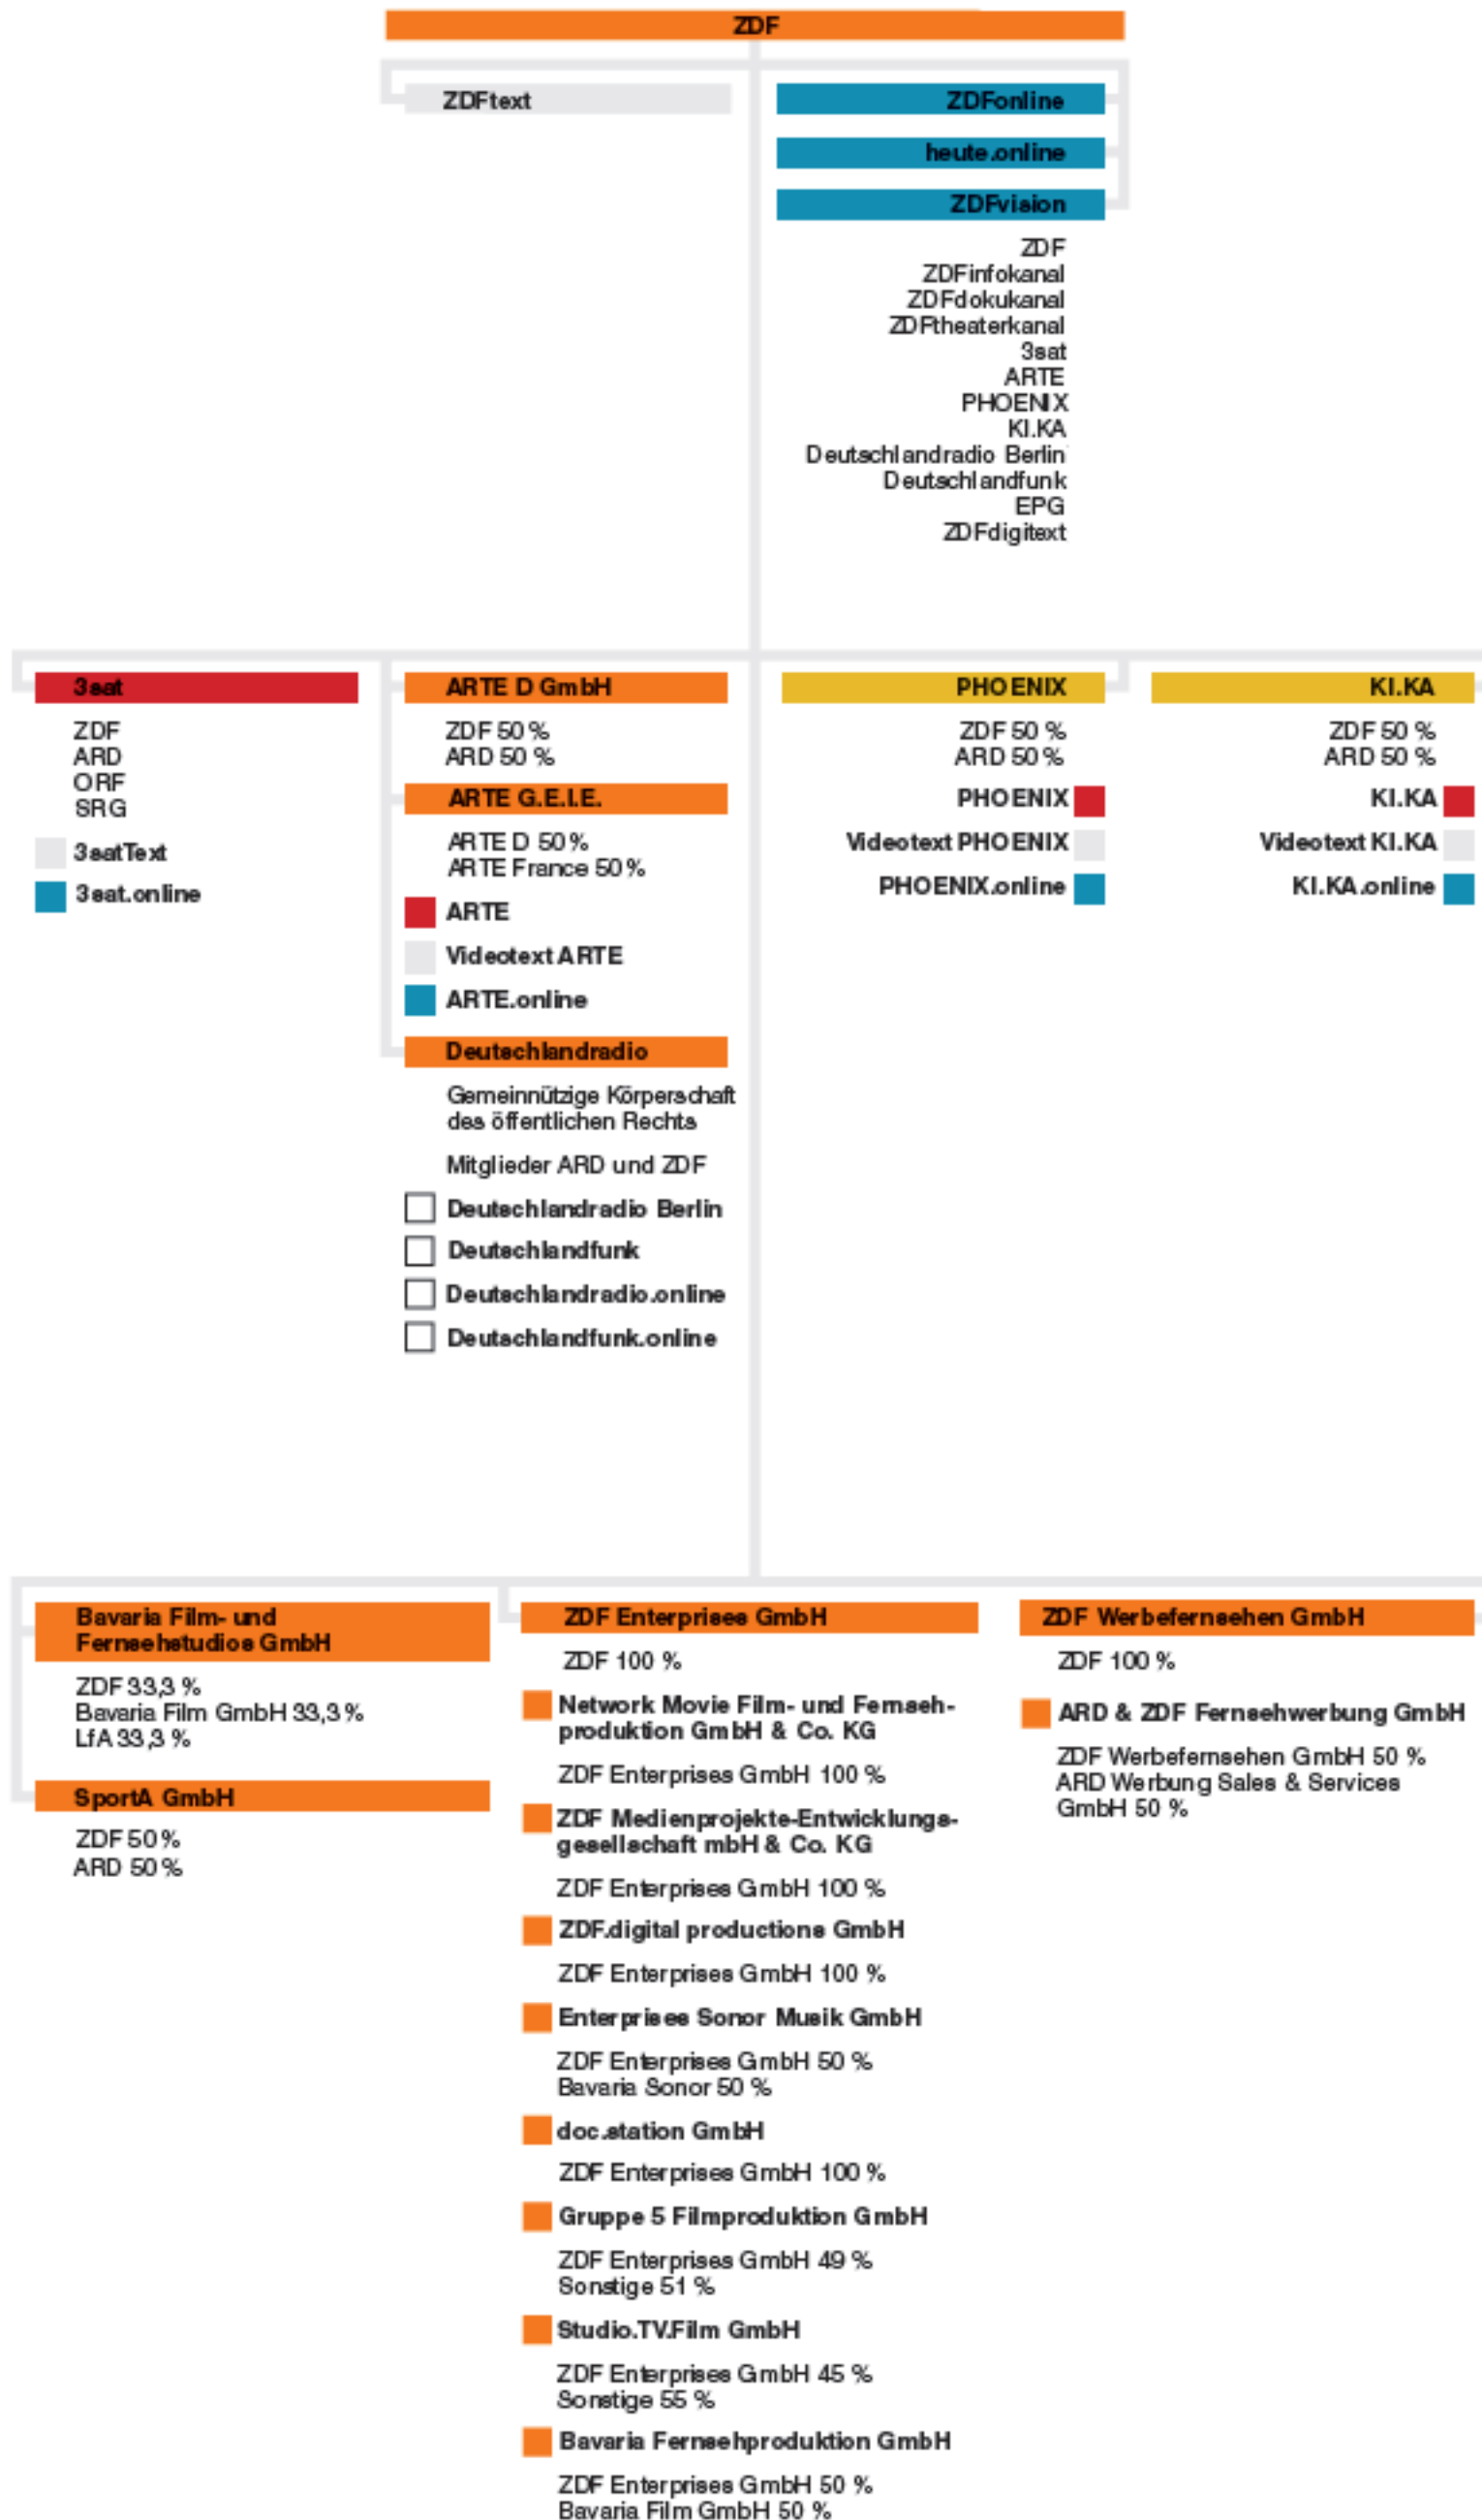 ZDF
ZDFtext
ZDFonline
heute.online
ZDFvision
ZDF
ZDFinfokanal
ZDFdokukanal
ZDFtheaterkanal
3sat
ARTE
PHOENIX
KI.KA
Deutschlandradio Berlin
Deutschlandfunk
EPG
ZDFdigitext
3sat
ZDF
ARD
ORF
SRG
3satText
3sat.online
ARTE D GmbH
ZDF 50 %
ARD 50 %
ARTE G.E.I.E.
ARTE D 50 %
ARTE France 50 %
ARTE
Videotext ARTE
ARTE.online
Deutschlandradio
Gemeinnützige Körperschaft
des öffentlichen Rechts
Mitglieder ARD und ZDF
Deutschlandradio Berlin
Deutschlandfunk
Deutschlandradio.online
Deutschlandfunk.online
PHOENIX
ZDF 50 %
ARD 50 %
PHOENIX
Videotext PHOENIX
PHOENIX.online
KI.KA
ZDF 50 %
ARD 50 %
KI.KA
Videotext KI.KA
KI.KA.online
Bavaria Film- und
Fernsehstudios GmbH
ZDF 33,3 %
Bavaria Film GmbH 33,3 %
LfA 33,3 %
SportA GmbH
ZDF 50 %
ARD 50 %
ZDF Enterprises GmbH
ZDF 100 %
Network Movie Film- und Fernseh-
produktion GmbH & Co. KG
ZDF Enterprises GmbH 100 %
ZDF Medienprojekte-Entwicklungs-
gesellschaft mbH & Co. KG
ZDF Enterprises GmbH 100 %
ZDF.digital productions GmbH
ZDF Enterprises GmbH 100 %
Enterprises Sonor Musik GmbH
ZDF Enterprises GmbH 50 %
Bavaria Sonor 50 %
doc.station GmbH
ZDF Enterprises GmbH 100 %
Gruppe 5 Filmproduktion GmbH
ZDF Enterprises GmbH 49 %
Sonstige 51 %
Studio.TV.Film GmbH
ZDF Enterprises GmbH 45 %
Sonstige 55 %
Bavaria Fernsehproduktion GmbH
ZDF Enterprises GmbH 50 %
Bavaria Film GmbH 50 %
ZDF Werbefernsehen GmbH
ZDF 100 %
ARD & ZDF Fernsehwerbung GmbH
ZDF Werbefernsehen GmbH 50 %
ARD Werbung Sales & Services
GmbH 50 %